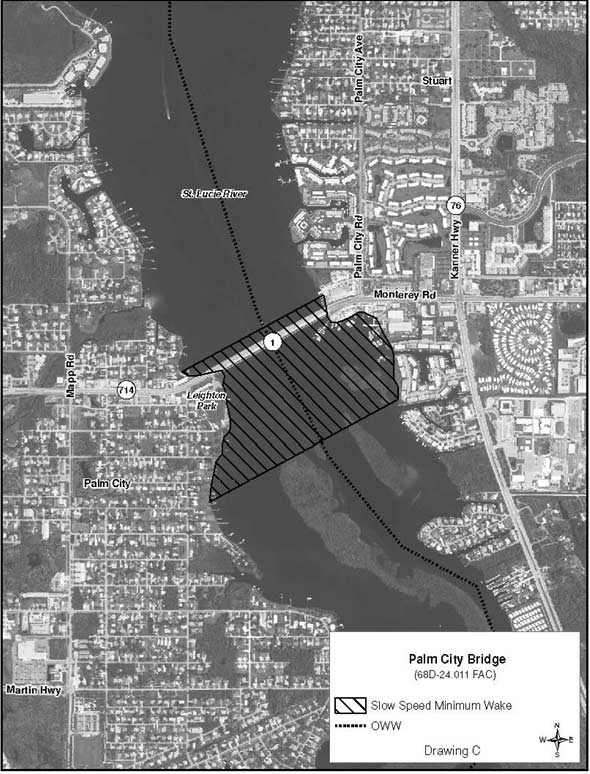 Palm City Ave
Stuart
St. Lucie River
76
Palm City Rd
Kanner Hwy
Monterey Rd
1
Mapp Rd
714
Leighton
Park
Palm City
Martin Hwy
Palm City Bridge
(68D-24.011 FAC)
Slow Speed Minimum Wake
OWW
Drawing C
N
W E
S